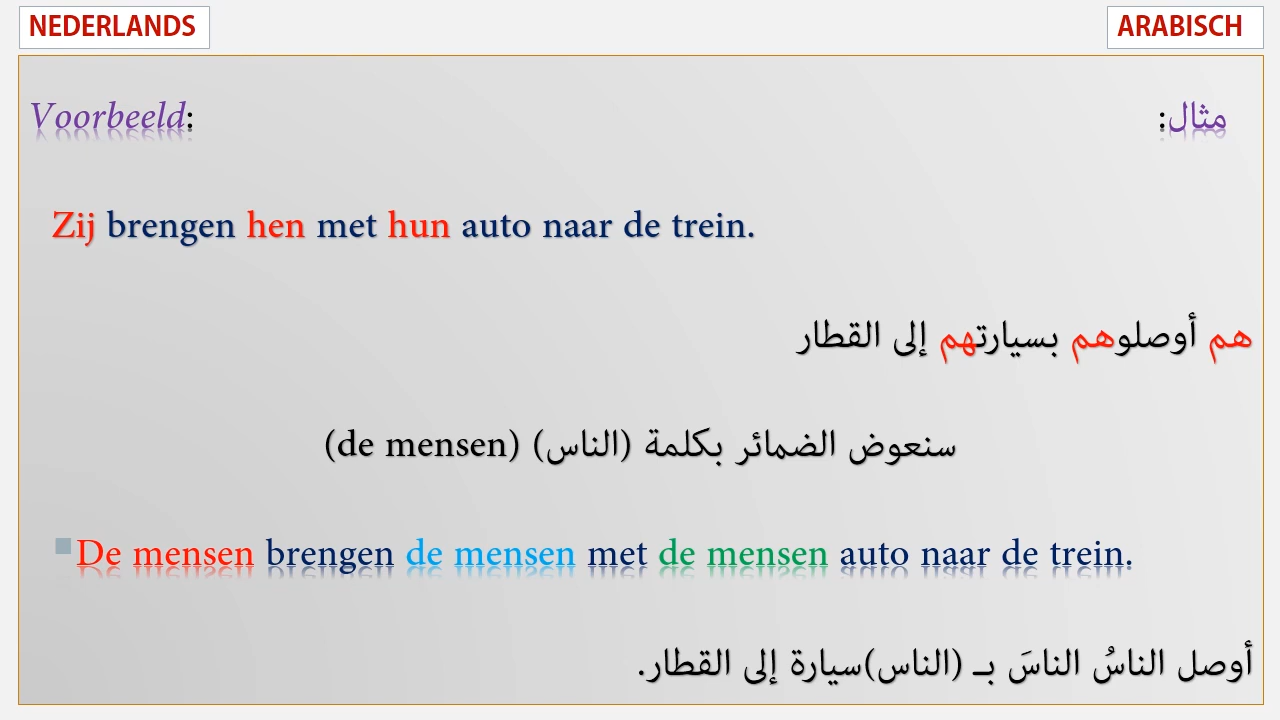 NEDERLANDS
ARABISCH
Voorbeeld:
مثال:
Zij brengen hen met hun auto naar de trein.
هم أوصلوهم بسيارتهم إلى القطار
سنعوض الضمائر بكلمة (الناس) (de mensen)
De mensen brengen de mensen met de mensen auto naar de trein.
أوصل الناسُ الناسَ بـ (الناس)سيارة إلى القطار.